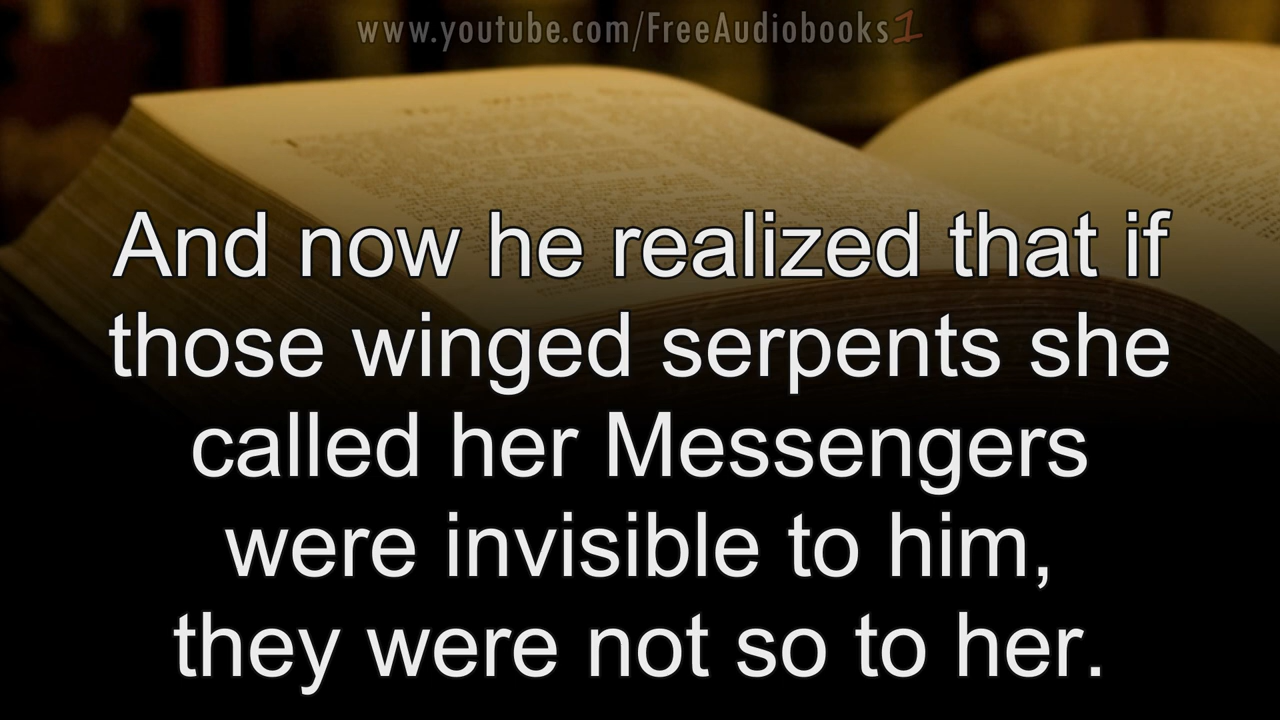 www.youtube.com/FreeAudiobooks1
And now he realized that if
those winged serpents she
called her Messengers
were invisible to him,
they were not so to her.